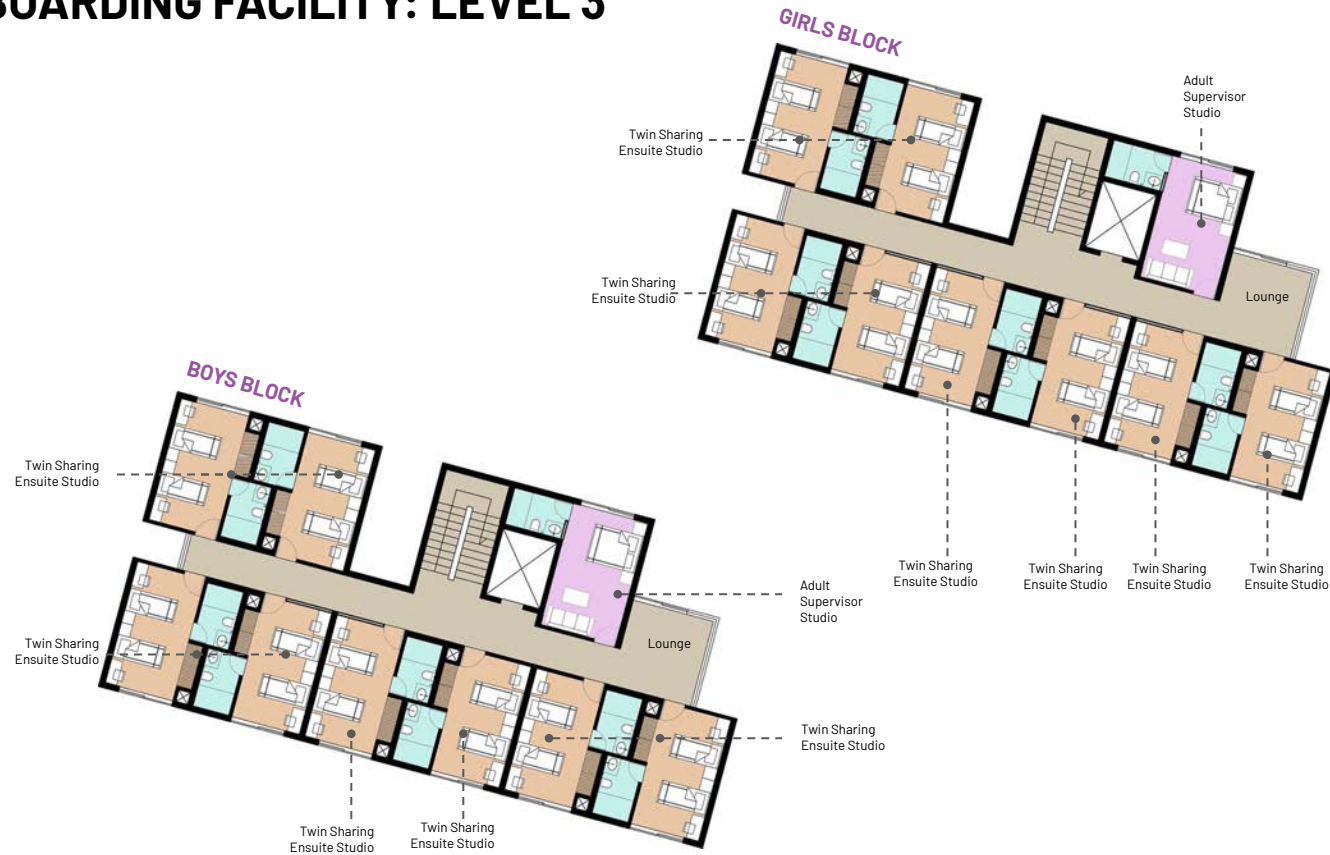 BOARDING FACILITY: LEVEL 3
GIRLS BLOCK
Adult
Supervisor
Studio
Twin Sharing
Ensuite Studio
Twin Sharing
Ensuite Studio
Lounge
Twin Sharing
Ensuite Studio
Twin Sharing
Ensuite Studio
Twin Sharing
Ensuite Studio
Twin Sharing
Ensuite Studio
BOYS BLOCK
Twin Sharing
Ensuite Studio
Adult
Supervisor
Studio
Twin Sharing
Ensuite Studio
Lounge
Twin Sharing
Ensuite Studio
Twin Sharing
Ensuite Studio
Twin Sharing
Ensuite Studio